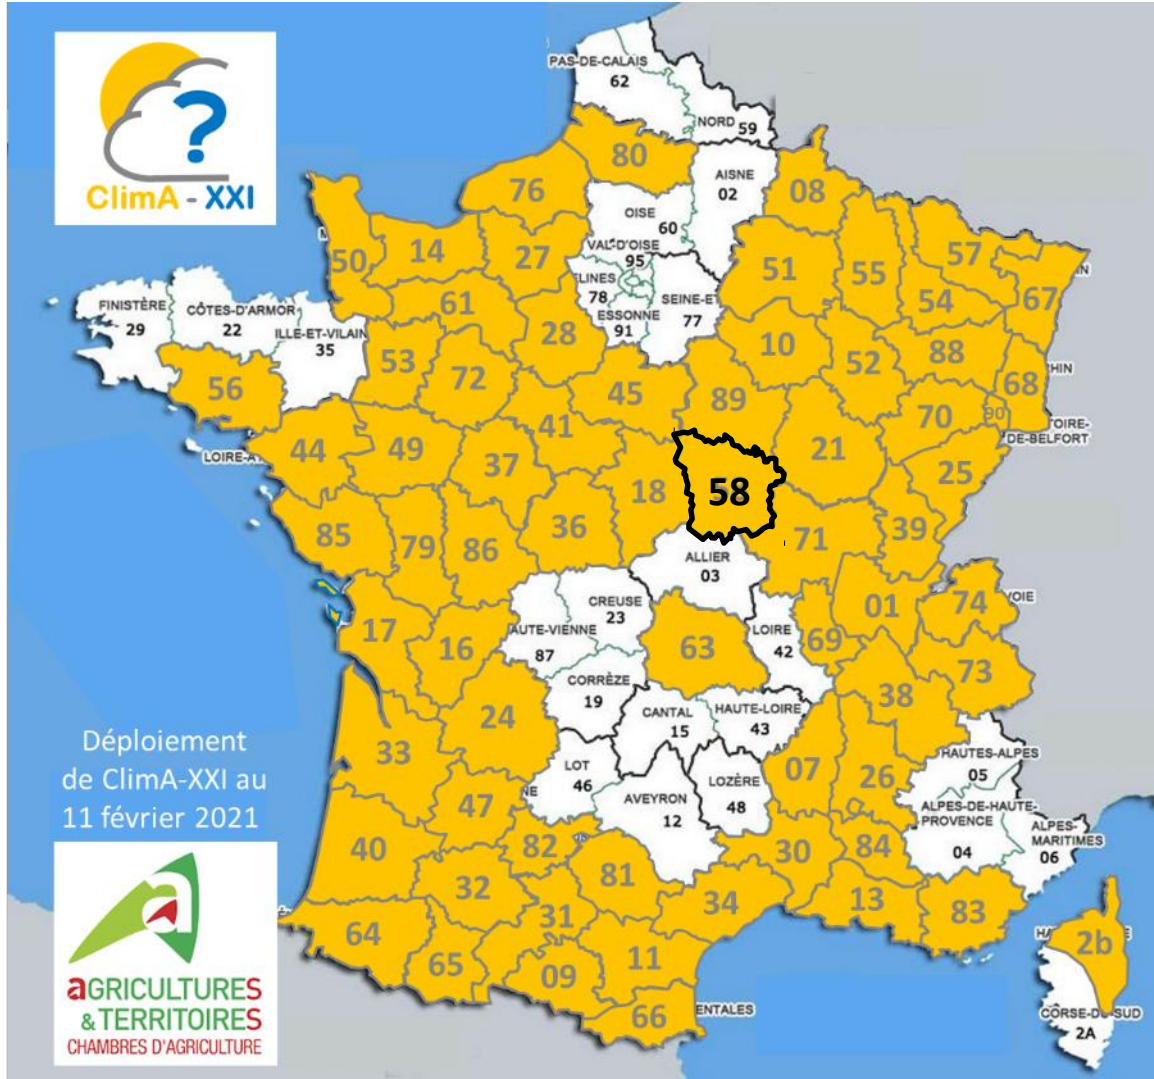 PAS-DE-CALAIS
62
NORD 59
?
ClimA - XXI
80
AISNE
02
08
76
OISE
60
VAL-D'OISE
95
50
14
27
51
55
57
67
54
ELINES
78
SEINE-ET
77
ESSONNE
91
FINISTÈRE
29
CÔTES-D'ARMOR
22
ILLE-ET-VILAIN
35
61
28
10
52
88
68
HIN
53
72
56
45
89
70
90
TOIRE-
DE-BELFORT
41
21
44
49
37
25
LOIRE-A
18
58
85
79
86
36
71
39
ALLIER
03
CREUSE
23
01
74
VOIE
17
16
AUTE-VIENNE
87
63
LOIRE
42
69
73
CORRÈZE
19
38
24
CANTAL
15
HAUTE-LOIRE
43
Déploiement
de ClimA-XXI au
11 février 2021
33
HAUTES-ALPES
05
LOT
46
NE
LOZÈRE
48
07
26
47
AVEYRON
12
ALPES-DE-HAUTE-
PROVENCE
04
ALPES-
MARITIMES
06
40
82
30
84
32
81
34
13
83
31
64
2b
65
09
11
66
ENTALES
CORSE-DU-SUD
2A
a
aGRICULTURES
& TERRITOIRES
CHAMBRES D'AGRICULTURE